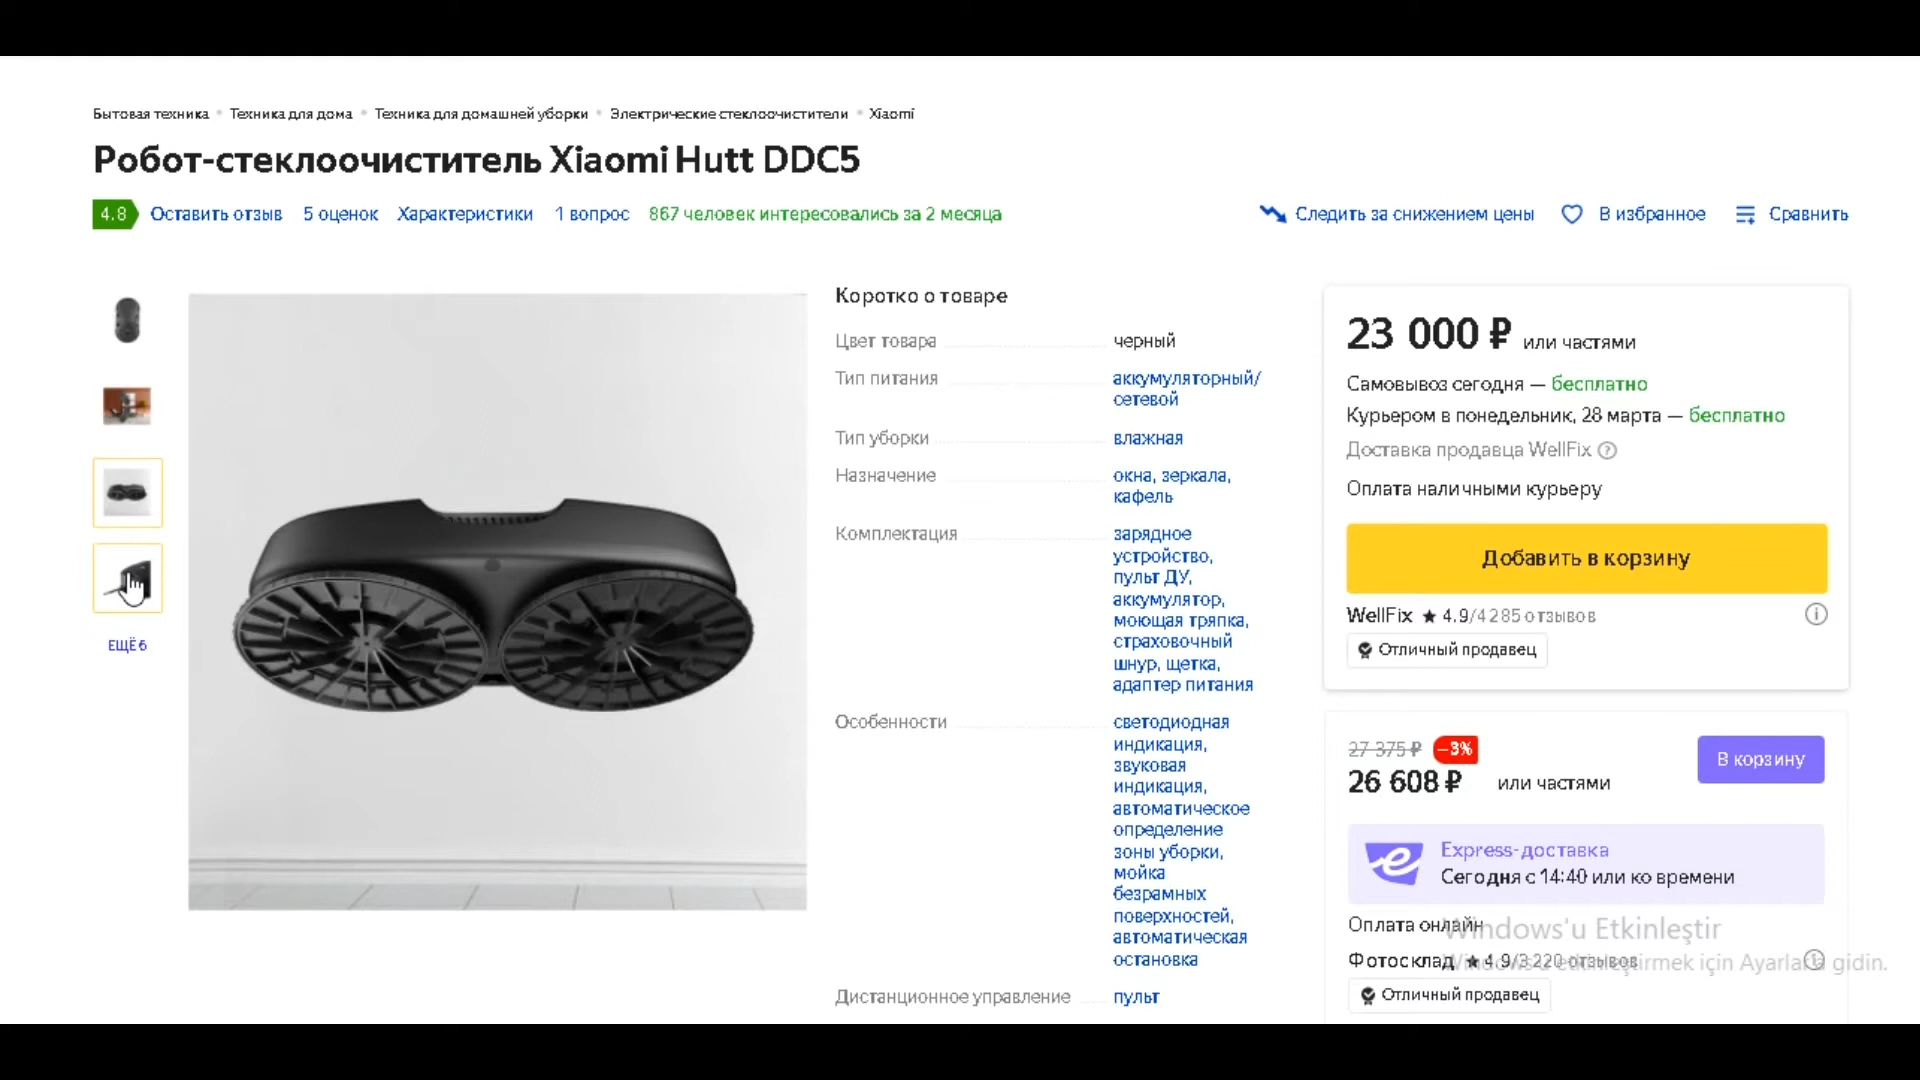 Бытовая техника • Техника для дома • Техника для домашней уборки • Электрические стеклоочистители • Xiaomi
Робот-стеклоочиститель Xiaomi Hutt DDC5
4.8 Оставить отзыв 5 оценок Характеристики 1 вопрос 867 человек интересовались за 2 месяца
Следить за снижением цены В избранное Сравнить
ЕЩЁ 6
Коротко о товаре
Цвет товара черный
Тип питания аккумуляторный/
сетевой
Тип уборки влажная
Назначение окна, зеркала,
кафель
Комплектация зарядное
устройство,
пульт ДУ,
аккумулятор,
моющая тряпка,
страховочный
шнур, щетка,
адаптер питания
Особенности светодиодная
индикация,
звуковая
индикация,
автоматическое
определение
зоны уборки,
мойка
безрамных
поверхностей,
автоматическая
остановка
Дистанционное управление пульт
23 000 ₽ или частями
Самовывоз сегодня — бесплатно
Курьером в понедельник, 28 марта — бесплатно
Доставка продавца WellFix ?
Оплата наличными курьеру
Добавить в корзину
WellFix ★ 4.9/4285 отзывов
Отличный продавец
27 375 ₽ −3%
26 608 ₽ или частями
В корзину
Express-доставка
Сегодня с 14:40 или ко времени
Оплата онлайн
Фотосклад ★ 4.9/3220 отзывов
Отличный продавец
Windows'u Etkinleştir
Windows'u etkinleştirmek için Ayarlar'a gidin.